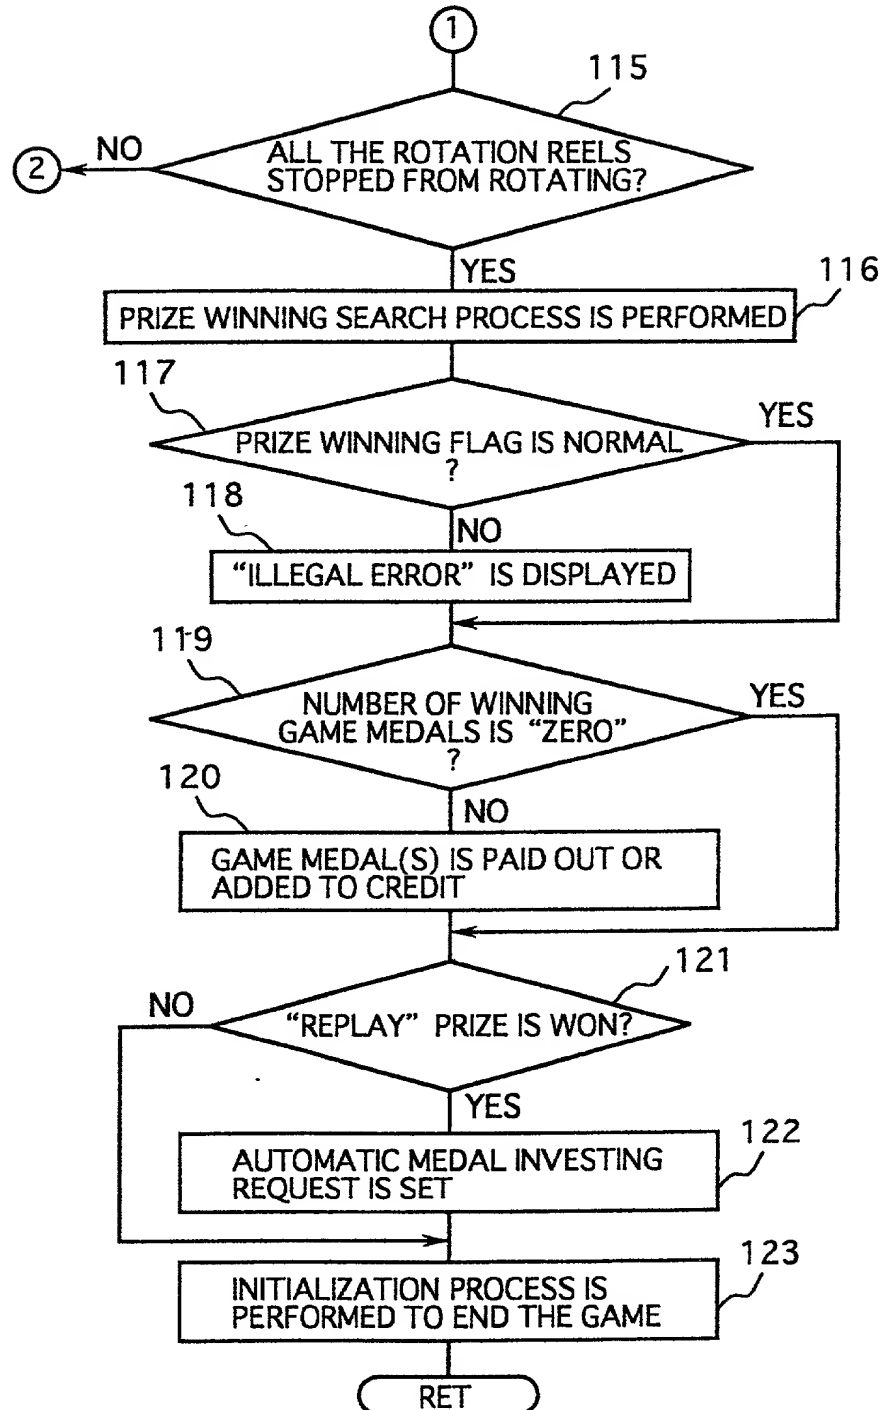 1
115
ALL THE ROTATION REELS
STOPPED FROM ROTATING?
NO
2
YES
116
PRIZE WINNING SEARCH PROCESS IS PERFORMED
117
PRIZE WINNING FLAG IS NORMAL
?
YES
118
NO
“ILLEGAL ERROR” IS DISPLAYED
119
NUMBER OF WINNING
GAME MEDALS IS “ZERO”
?
YES
120
NO
GAME MEDAL(S) IS PAID OUT OR
ADDED TO CREDIT
121
NO
“REPLAY” PRIZE IS WON?
YES
122
AUTOMATIC MEDAL INVESTING
REQUEST IS SET
123
INITIALIZATION PROCESS IS
PERFORMED TO END THE GAME
RET